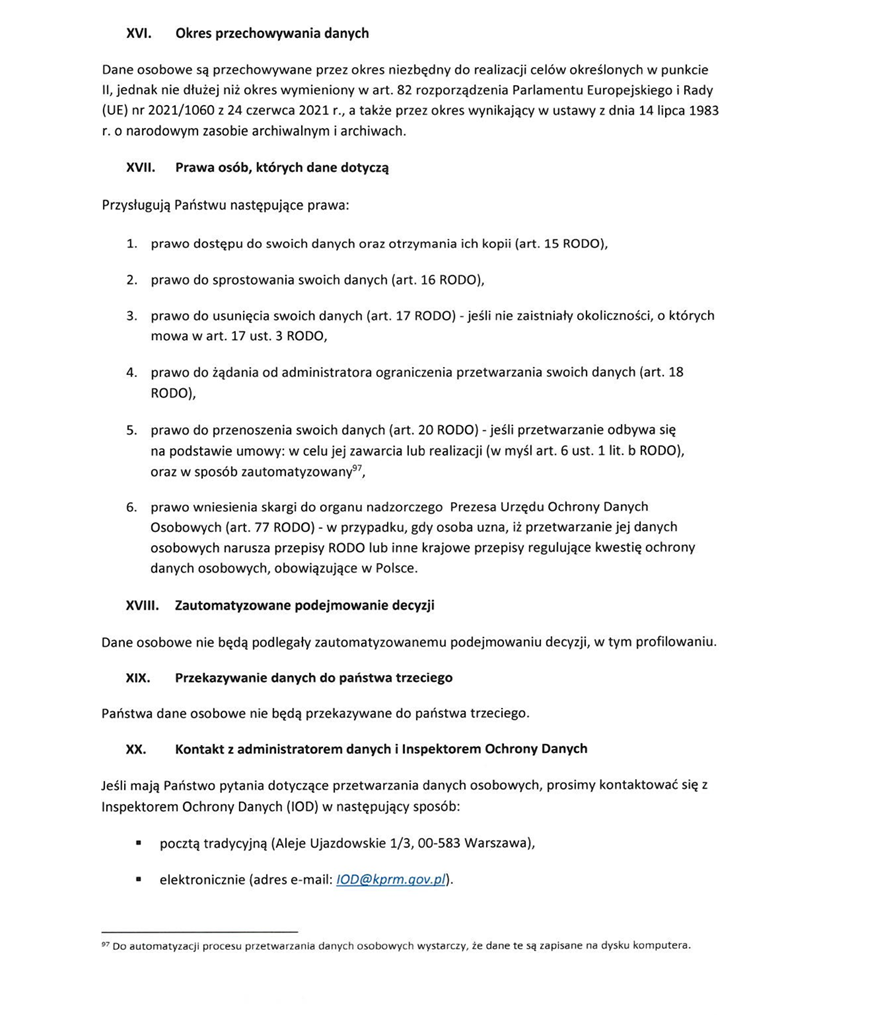 XVI. Okres przechowywania danych
Dane osobowe są przechowywane przez okres niezbędny do realizacji celów określonych w punkcie
II, jednak nie dłużej niż okres wymieniony w art. 82 rozporządzenia Parlamentu Europejskiego i Rady
(UE) nr 2021/1060 z 24 czerwca 2021 r., a także przez okres wynikający w ustawy z dnia 14 lipca 1983
r. o narodowym zasobie archiwalnym i archiwach.
XVII. Prawa osób, których dane dotyczą
Przysługują Państwu następujące prawa:
1. prawo dostępu do swoich danych oraz otrzymania ich kopii (art. 15 RODO),
2. prawo do sprostowania swoich danych (art. 16 RODO),
3. prawo do usunięcia swoich danych (art. 17 RODO) - jeśli nie zaistniały okoliczności, o których
mowa w art. 17 ust. 3 RODO,
4. prawo do żądania od administratora ograniczenia przetwarzania swoich danych (art. 18
RODO),
5. prawo do przenoszenia swoich danych (art. 20 RODO) - jeśli przetwarzanie odbywa się
na podstawie umowy: w celu jej zawarcia lub realizacji (w myśl art. 6 ust. 1 lit. b RODO),
oraz w sposób zautomatyzowany⁹⁷,
6. prawo wniesienia skargi do organu nadzorczego Prezesa Urzędu Ochrony Danych
Osobowych (art. 77 RODO) - w przypadku, gdy osoba uzna, iż przetwarzanie jej danych
osobowych narusza przepisy RODO lub inne krajowe przepisy regulujące kwestię ochrony
danych osobowych, obowiązujące w Polsce.
XVIII. Zautomatyzowane podejmowanie decyzji
Dane osobowe nie będą podlegały zautomatyzowanemu podejmowaniu decyzji, w tym profilowaniu.
XIX. Przekazywanie danych do państwa trzeciego
Państwa dane osobowe nie będą przekazywane do państwa trzeciego.
XX. Kontakt z administratorem danych i Inspektorem Ochrony Danych
Jeśli mają Państwo pytania dotyczące przetwarzania danych osobowych, prosimy kontaktować się z
Inspektorem Ochrony Danych (IOD) w następujący sposób:
▪ pocztą tradycyjną (Aleje Ujazdowskie 1/3, 00-583 Warszawa),
▪ elektronicznie (adres e-mail: IOD@kprm.gov.pl).
⁹⁷ Do automatyzacji procesu przetwarzania danych osobowych wystarczy, że dane te są zapisane na dysku komputera.